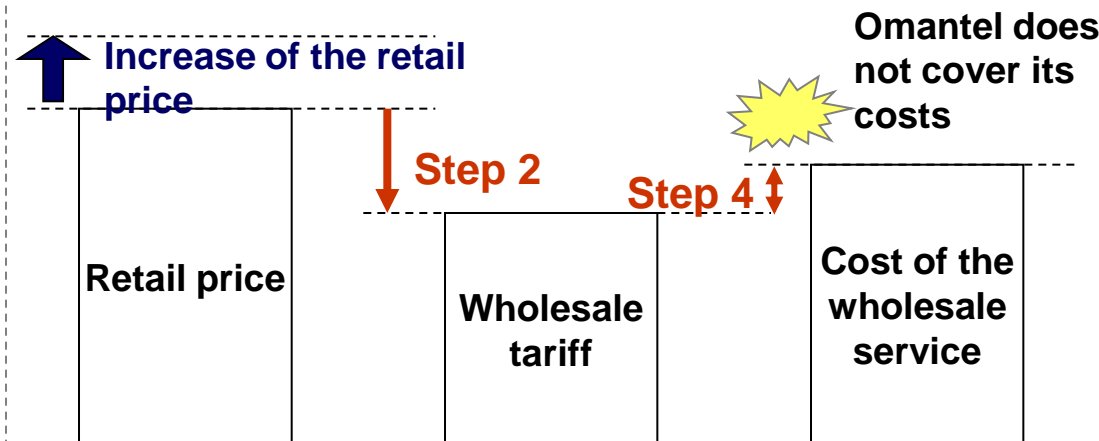 Increase of the retail
price
Omantel does
not cover its
costs
Step 2
Step 4
Retail price
Wholesale
tariff
Cost of the
wholesale
service